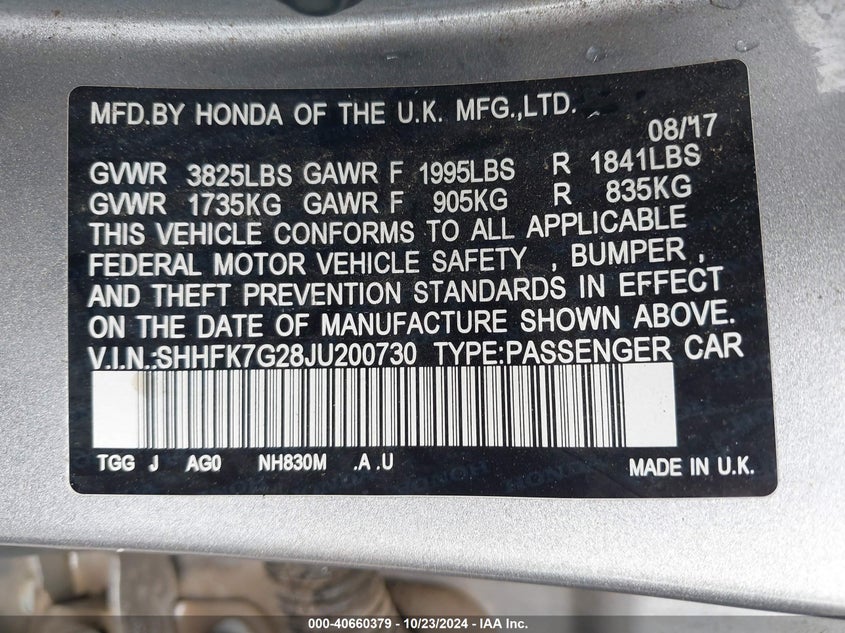 MFD.BY HONDA OF THE U.K. MFG.,LTD.
08/17
GVWR 3825LBS GAWR F 1995LBS R 1841LBS
GVWR 1735KG GAWR F 905KG R 835KG
THIS VEHICLE CONFORMS TO ALL APPLICABLE
FEDERAL MOTOR VEHICLE SAFETY , BUMPER ,
AND THEFT PREVENTION STANDARDS IN EFFECT
ON THE DATE OF MANUFACTURE SHOWN ABOVE.
V.I.N.:SHHFK7G28JU200730 TYPE:PASSENGER CAR
TGG J AG0 NH830M .A .U MADE IN U.K.
000-40660379 - 10/23/2024 - IAA Inc.